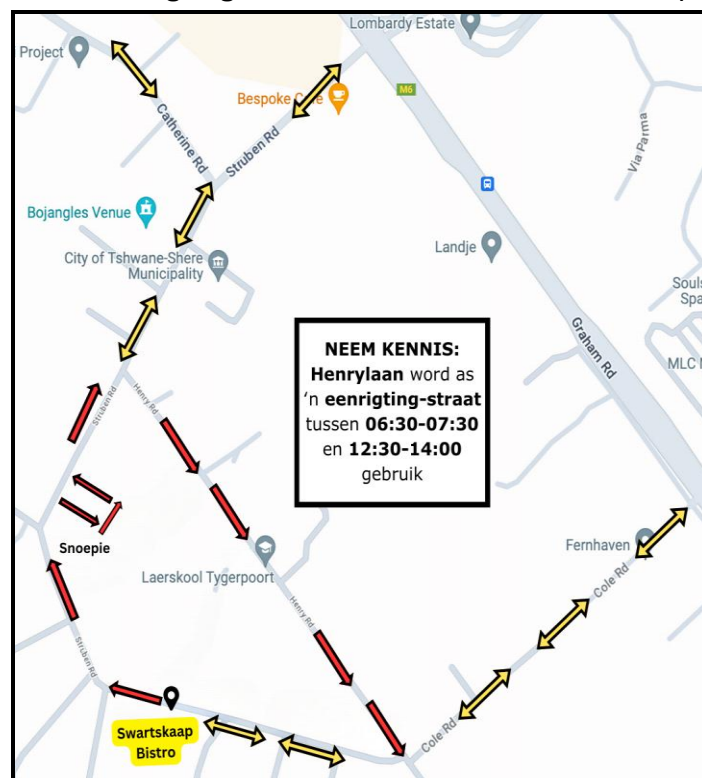 Lombardy Estate
Project
M6
Bespoke C
Catherine Rd
Struben Rd
Via Parma
Bojangles Venue
Landje
City of Tshwane-Shere
Municipality
Souls
Spa
Graham Rd
NEEM KENNIS:
Henrylaan word as
‘n eenrigting-straat
tussen 06:30-07:30
en 12:30-14:00
gebruik
MLC
Henry Rd
Struben Rd
Snoepie
Fernhaven
Laerskool Tygerpoort
Cole Rd
Henry Rd
Struben Rd
Swartskaap
Bistro
Cole Rd